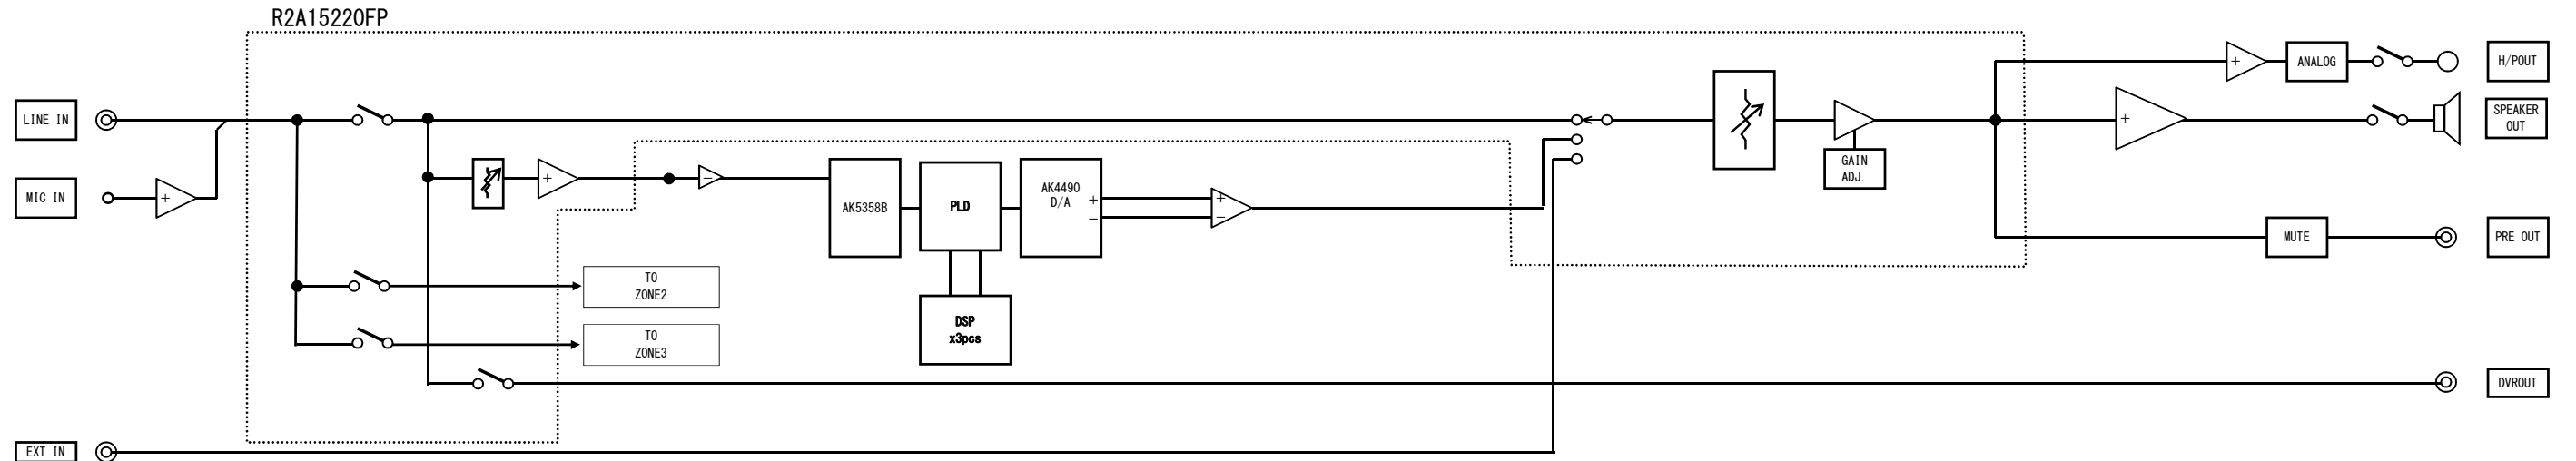 R2A15220FP
LINE IN
MIC IN
EXT IN
+
+
−
AK5358B
PLD
AK4490
D/A
+
−
+
−
DSP
x3pcs
TO
ZONE2
TO
ZONE3
GAIN
ADJ.
+
ANALOG
H/POUT
+
SPEAKER
OUT
MUTE
PRE OUT
DVROUT